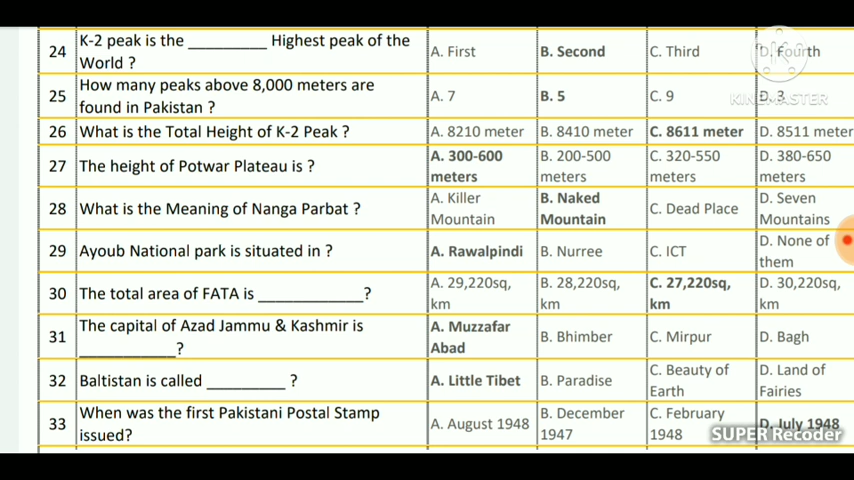 24 K-2 peak is the _________ Highest peak of the World ? A. First B. Second C. Third D. Fourth
25 How many peaks above 8,000 meters are found in Pakistan ? A. 7 B. 5 C. 9 D. 3
26 What is the Total Height of K-2 Peak ? A. 8210 meter B. 8410 meter C. 8611 meter D. 8511 meter
27 The height of Potwar Plateau is ? A. 300-600 meters B. 200-500 meters C. 320-550 meters D. 380-650 meters
28 What is the Meaning of Nanga Parbat ? A. Killer Mountain B. Naked Mountain C. Dead Place D. Seven Mountains
29 Ayoub National park is situated in ? A. Rawalpindi B. Nurree C. ICT D. None of them
30 The total area of FATA is ____________? A. 29,220sq, km B. 28,220sq, km C. 27,220sq, km D. 30,220sq, km
31 The capital of Azad Jammu & Kashmir is ___________? A. Muzzafar Abad B. Bhimber C. Mirpur D. Bagh
32 Baltistan is called _________ ? A. Little Tibet B. Paradise C. Beauty of Earth D. Land of Fairies
33 When was the first Pakistani Postal Stamp issued? A. August 1948 B. December 1947 C. February 1948 D. July 1948
KINEMASTER
SUPER Recoder